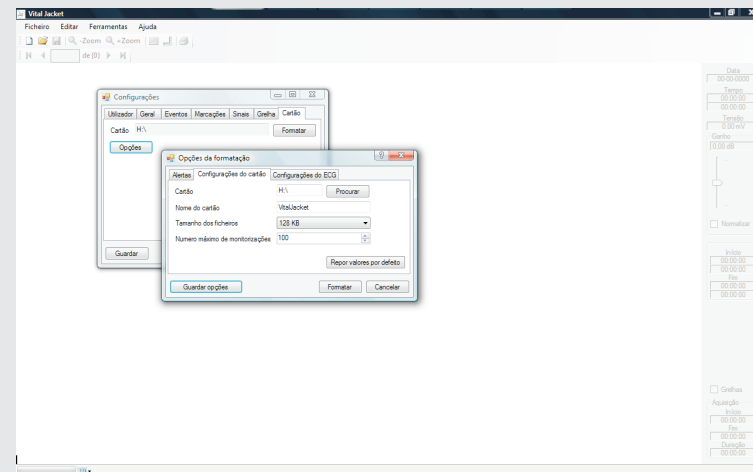 Vital Jacket
Ficheiro Editar Ferramentas Ajuda
-Zoom +Zoom
de {0}
Configurações
Utilizador Geral Eventos Marcações Sinais Grelha Cartão
Cartão H:\ Formatar
Opções
Guardar
Opções da formatação
Alertas Configurações do cartão Configurações do ECG
Cartão H:\ Procurar
Nome do cartão VitalJacket
Tamanho dos ficheiros 128 KB
Numero máximo de monitorizações 100
Repor valores por defeito
Guardar opções Formatar Cancelar
Data
00-00-0000
Tempo
00:00:00
00:00:00
Tensão
0.00 mV
Ganho
0.00 dB
Normalizar
Início
00:00:00
00:00:00
Fim
00:00:00
00:00:00
Grelhas
Aquisição
Início
00:00:00
Fim
00:00:00
Duração
00:00:00